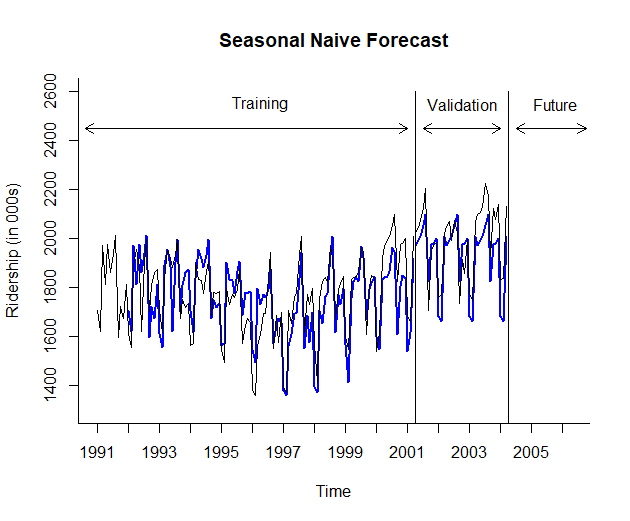 Seasonal Naive Forecast
Training
Validation
Future
Ridership (in 000s)
2600
2400
2200
2000
1800
1600
1400
1991
1993
1995
1997
1999
2001
2003
2005
Time